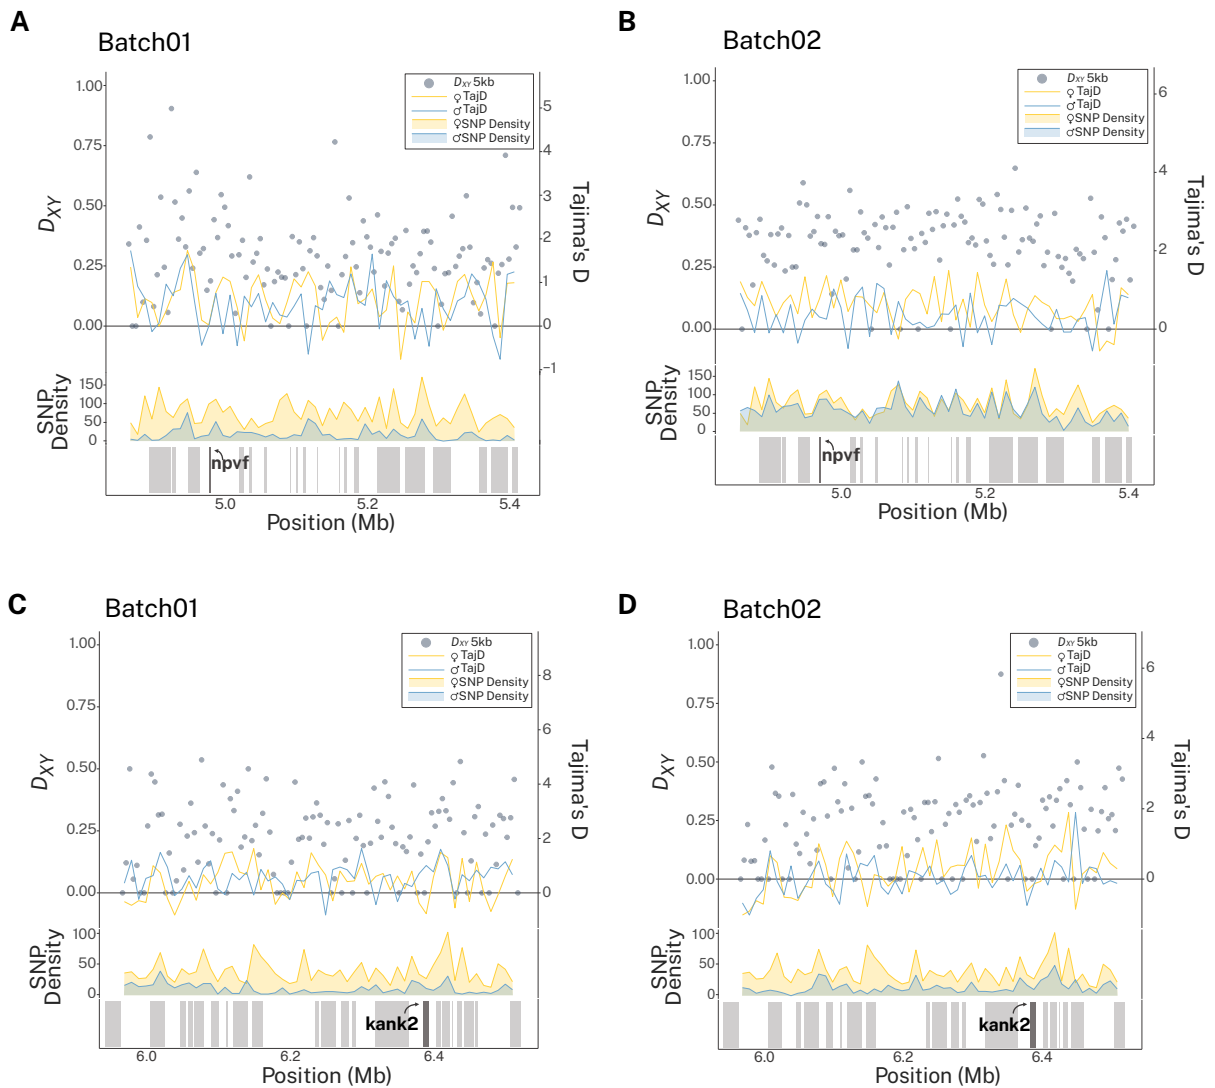 A
Batch01
1.00
0.75
0.50
0.25
0.00
DXY
5
4
3
2
1
0
−1
Tajima's D
DXY 5kb
♀TajD
♂TajD
♀SNP Density
♂SNP Density
150
100
50
0
SNP
Density
npvf
5.0
5.2
5.4
Position (Mb)
B
Batch02
1.00
0.75
0.50
0.25
0.00
DXY
6
4
2
0
Tajima's D
DXY 5kb
♀TajD
♂TajD
♀SNP Density
♂SNP Density
150
100
50
0
SNP
Density
npvf
5.0
5.2
5.4
Position (Mb)
C
Batch01
1.00
0.75
0.50
0.25
0.00
DXY
8
6
4
2
0
Tajima's D
DXY 5kb
♀TajD
♂TajD
♀SNP Density
♂SNP Density
100
50
0
SNP
Density
kank2
6.0
6.2
6.4
Position (Mb)
D
Batch02
1.00
0.75
0.50
0.25
0.00
DXY
6
4
2
0
Tajima's D
DXY 5kb
♀TajD
♂TajD
♀SNP Density
♂SNP Density
100
50
0
SNP
Density
kank2
6.0
6.2
6.4
Position (Mb)